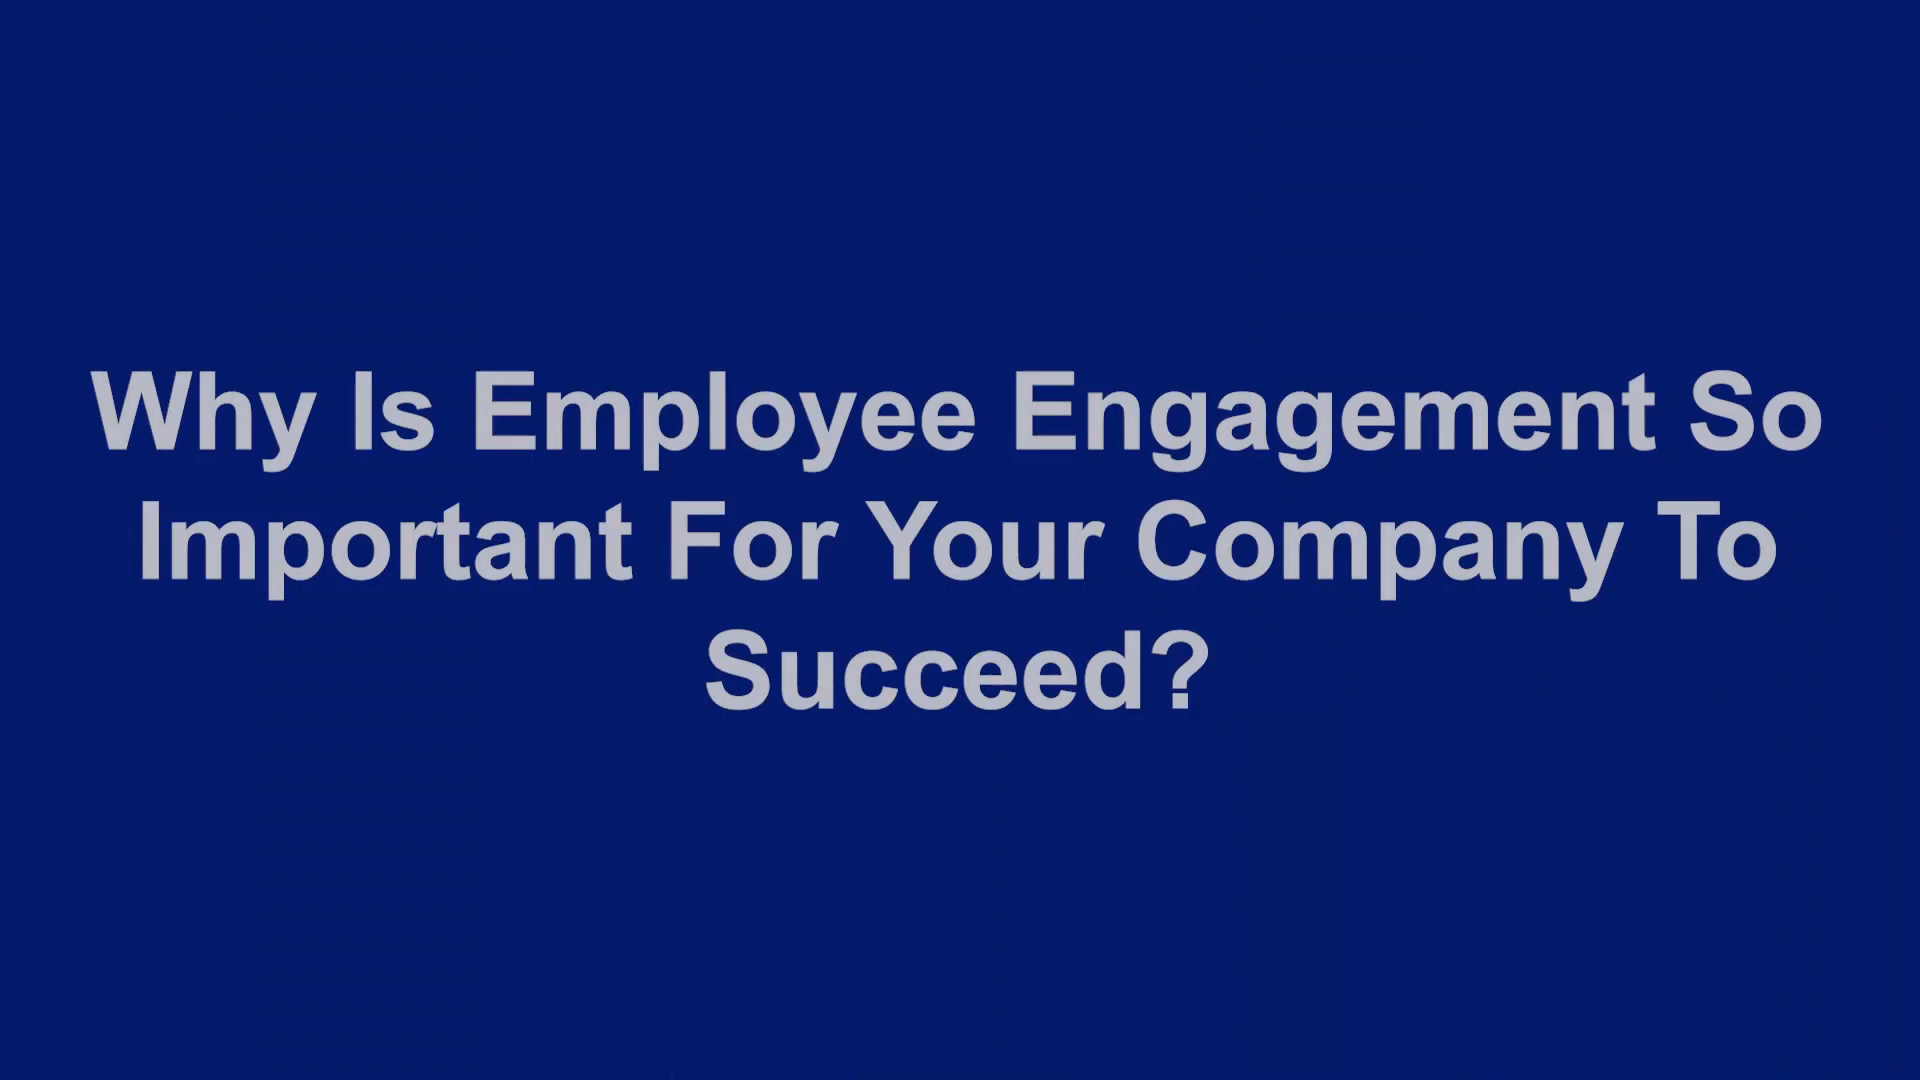 Why Is Employee Engagement So
Important For Your Company To
Succeed?